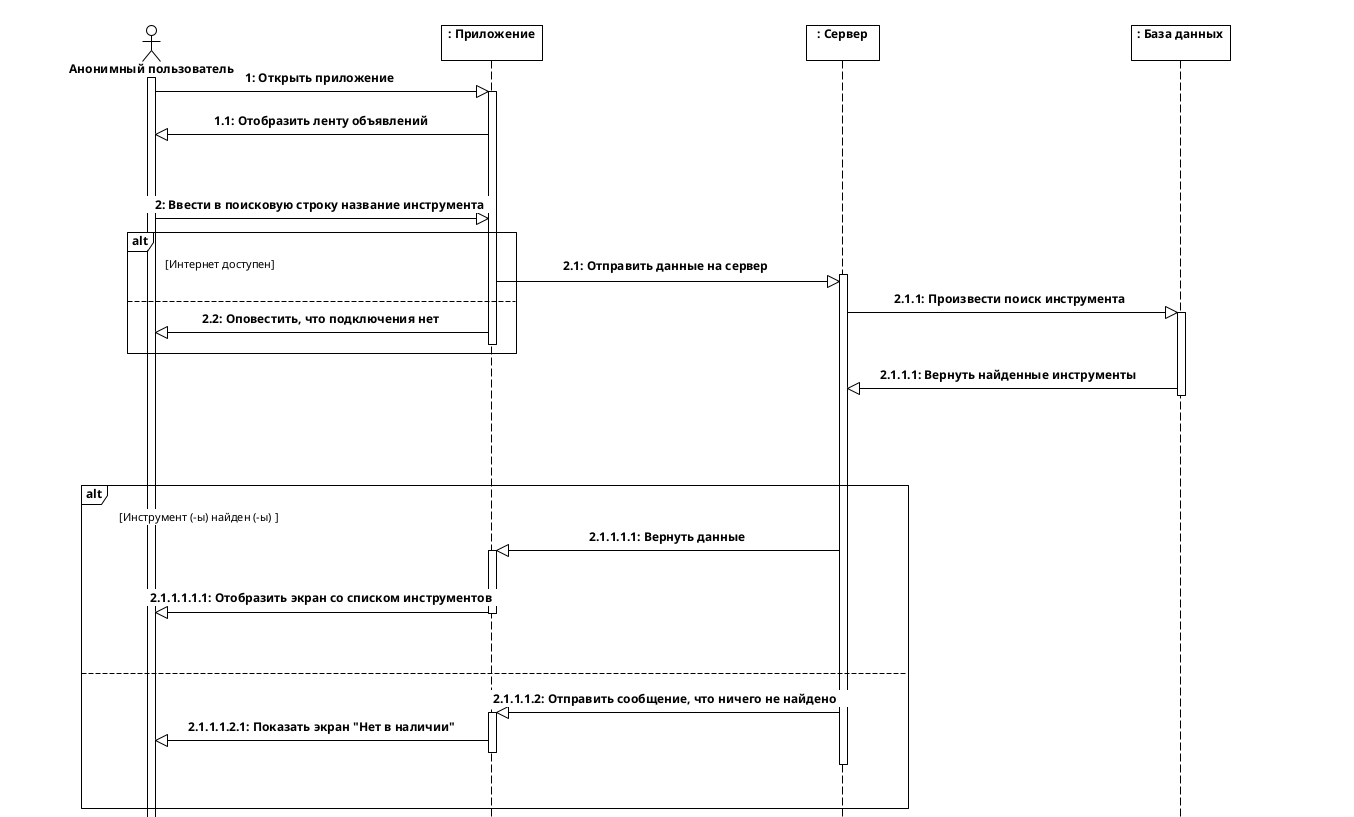 : Приложение
: Сервер
: База данных
Анонимный пользователь
1: Открыть приложение
1.1: Отобразить ленту объявлений
2: Ввести в поисковую строку название инструмента
alt
[Интернет доступен]
2.1: Отправить данные на сервер
2.1.1: Произвести поиск инструмента
2.2: Оповестить, что подключения нет
2.1.1.1: Вернуть найденные инструменты
alt
[Инструмент (-ы) найден (-ы) ]
2.1.1.1.1: Вернуть данные
2.1.1.1.1.1: Отобразить экран со списком инструментов
2.1.1.1.2: Отправить сообщение, что ничего не найдено
2.1.1.1.2.1: Показать экран "Нет в наличии"